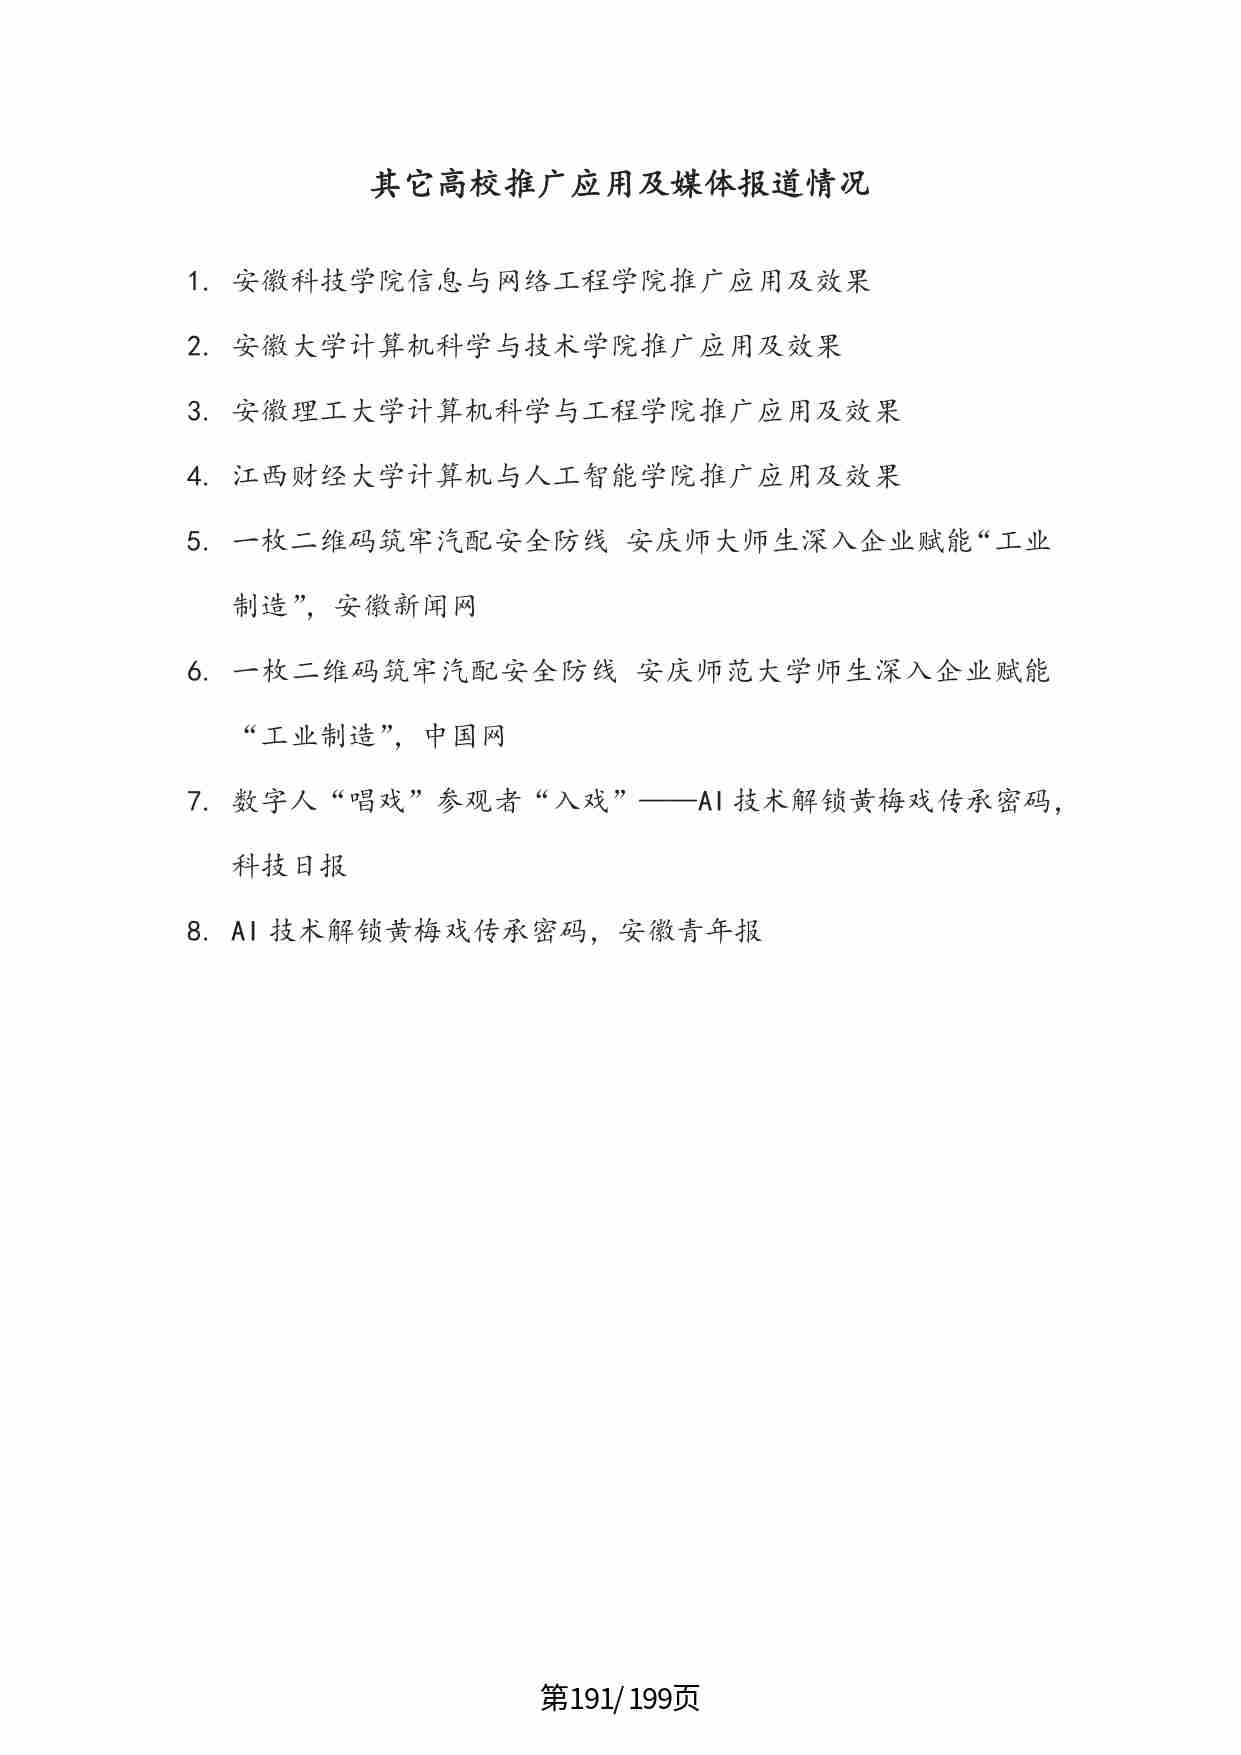 其它高校推广应用及媒体报道情况
1. 安徽科技学院信息与网络工程学院推广应用及效果
2. 安徽大学计算机科学与技术学院推广应用及效果
3. 安徽理工大学计算机科学与工程学院推广应用及效果
4. 江西财经大学计算机与人工智能学院推广应用及效果
5. 一枚二维码筑牢汽配安全防线 安庆师大师生深入企业赋能“工业
制造”，安徽新闻网
6. 一枚二维码筑牢汽配安全防线 安庆师范大学师生深入企业赋能
“工业制造”，中国网
7. 数字人“唱戏”参观者“入戏”——AI 技术解锁黄梅戏传承密码，
科技日报
8. AI 技术解锁黄梅戏传承密码，安徽青年报
第191/ 199页